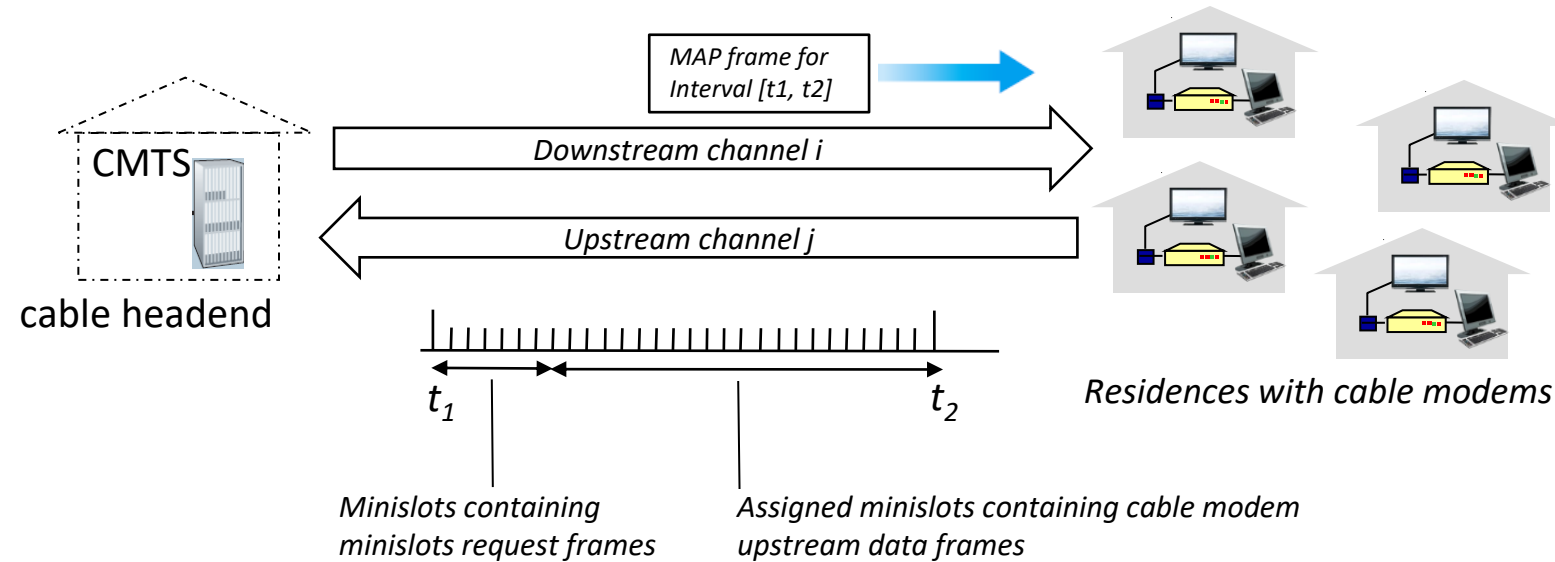 MAP frame for
Interval [t1, t2]
CMTS
Downstream channel i
Upstream channel j
cable headend
t1
t2
Residences with cable modems
Minislots containing
minislots request frames
Assigned minislots containing cable modem
upstream data frames